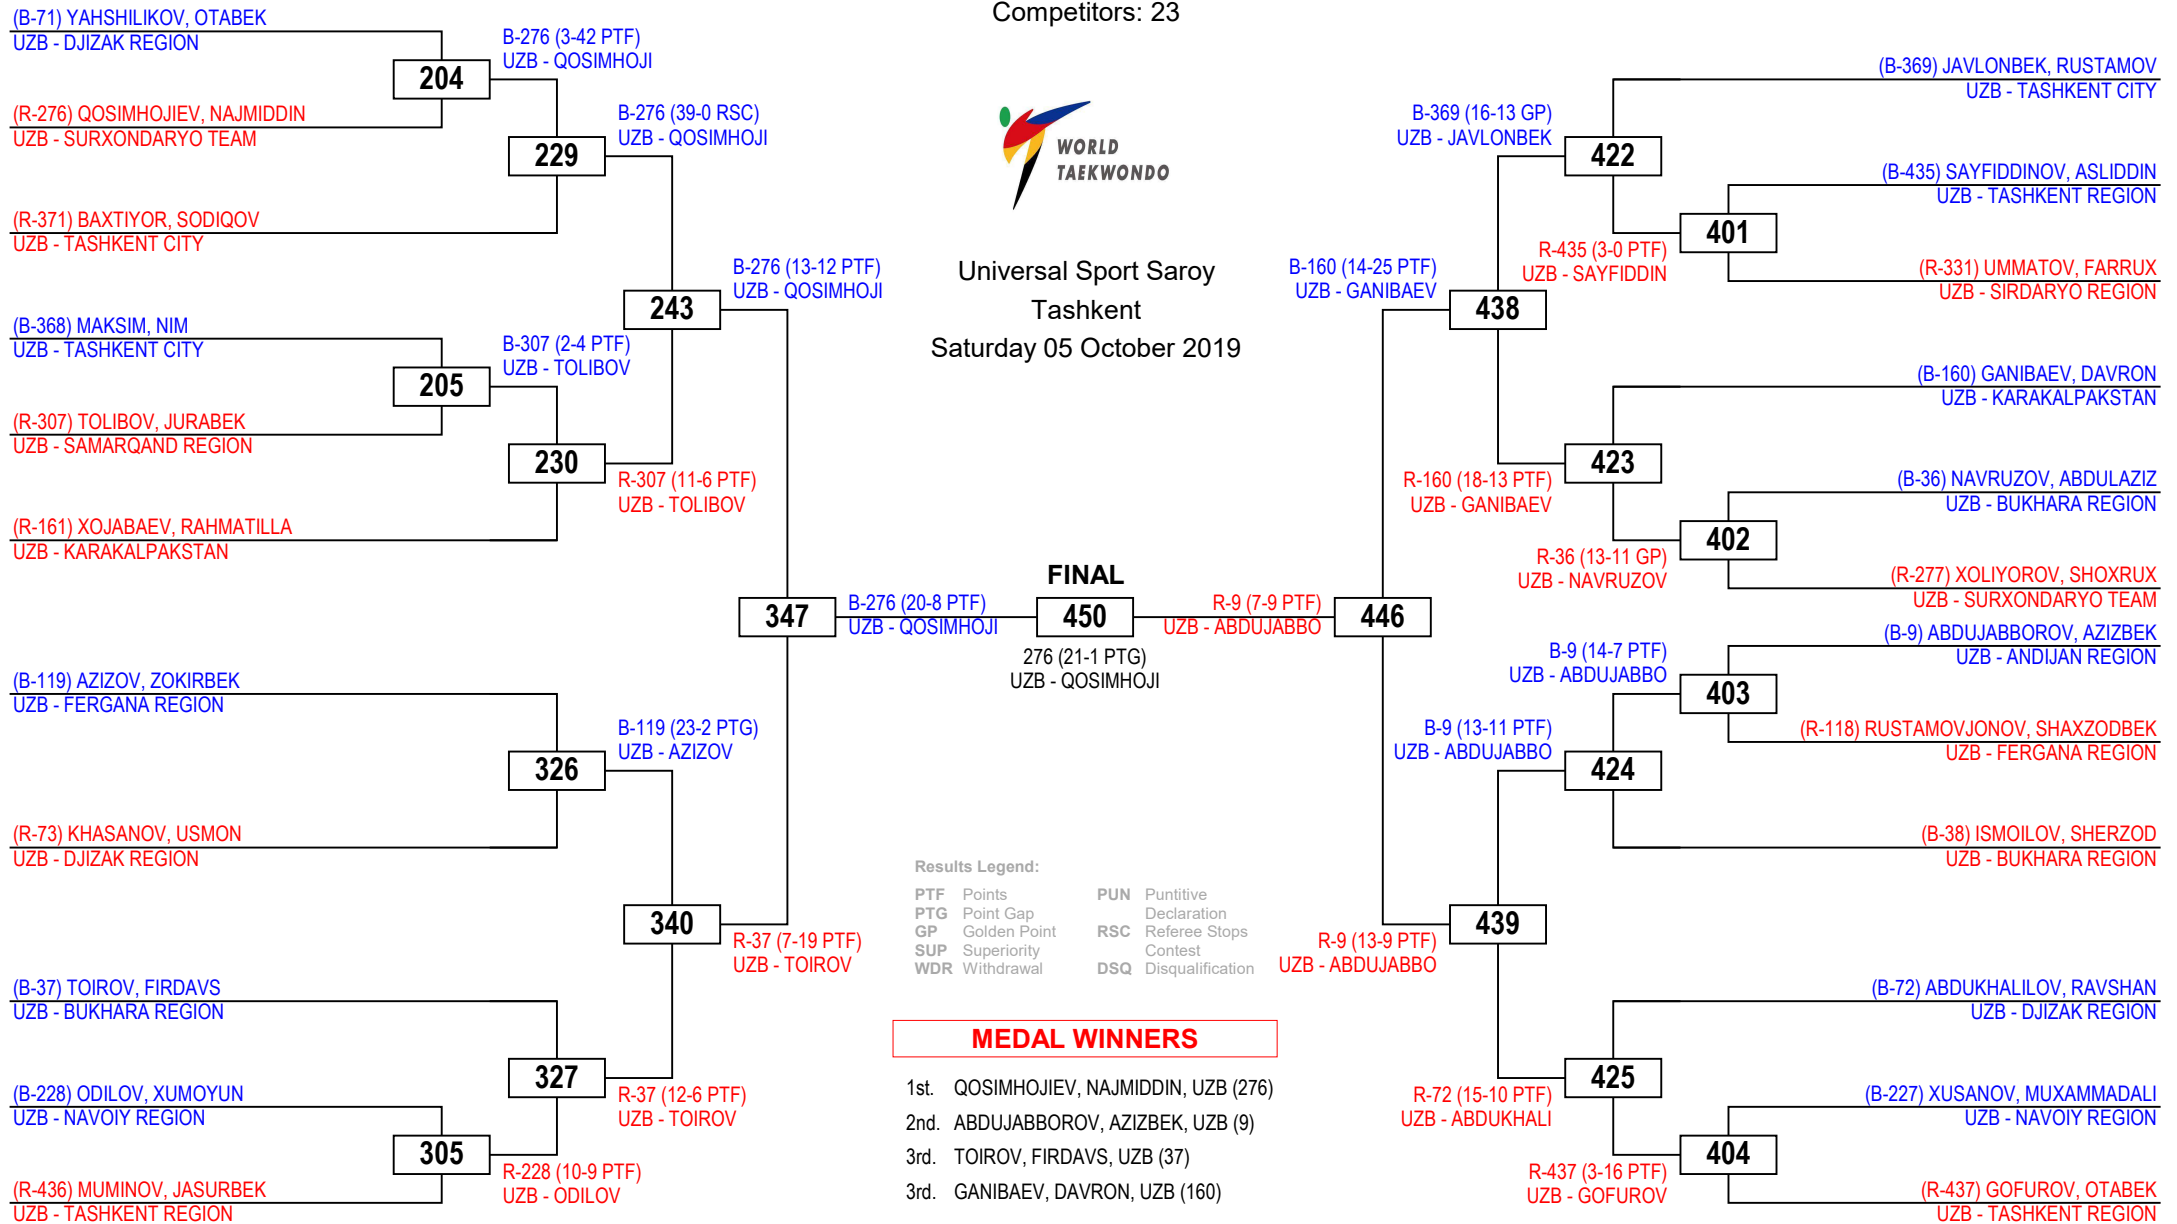 Competitors: 23
WORLD
TAEKWONDO
Universal Sport Saroy
Tashkent
Saturday 05 October 2019
(B-71) YAHSHILIKOV, OTABEK
UZB - DJIZAK REGION
204
(R-276) QOSIMHOJIEV, NAJMIDDIN
UZB - SURXONDARYO TEAM
B-276 (3-42 PTF)
UZB - QOSIMHOJI
229
(R-371) BAXTIYOR, SODIQOV
UZB - TASHKENT CITY
B-276 (39-0 RSC)
UZB - QOSIMHOJI
243
B-276 (13-12 PTF)
UZB - QOSIMHOJI
(B-368) MAKSIM, NIM
UZB - TASHKENT CITY
205
(R-307) TOLIBOV, JURABEK
UZB - SAMARQAND REGION
B-307 (2-4 PTF)
UZB - TOLIBOV
230
(R-161) XOJABAEV, RAHMATILLA
UZB - KARAKALPAKSTAN
R-307 (11-6 PTF)
UZB - TOLIBOV
347
B-276 (20-8 PTF)
UZB - QOSIMHOJI
(B-119) AZIZOV, ZOKIRBEK
UZB - FERGANA REGION
326
(R-73) KHASANOV, USMON
UZB - DJIZAK REGION
B-119 (23-2 PTG)
UZB - AZIZOV
340
R-37 (7-19 PTF)
UZB - TOIROV
(B-37) TOIROV, FIRDAVS
UZB - BUKHARA REGION
327
R-37 (12-6 PTF)
UZB - TOIROV
(B-228) ODILOV, XUMOYUN
UZB - NAVOIY REGION
305
R-228 (10-9 PTF)
UZB - ODILOV
(R-436) MUMINOV, JASURBEK
UZB - TASHKENT REGION
FINAL
450
276 (21-1 PTG)
UZB - QOSIMHOJI
(B-369) JAVLONBEK, RUSTAMOV
UZB - TASHKENT CITY
B-369 (16-13 GP)
UZB - JAVLONBEK
422
(B-435) SAYFIDDINOV, ASLIDDIN
UZB - TASHKENT REGION
401
R-435 (3-0 PTF)
UZB - SAYFIDDIN
(R-331) UMMATOV, FARRUX
UZB - SIRDARYO REGION
B-160 (14-25 PTF)
UZB - GANIBAEV
438
(B-160) GANIBAEV, DAVRON
UZB - KARAKALPAKSTAN
423
R-160 (18-13 PTF)
UZB - GANIBAEV
(B-36) NAVRUZOV, ABDULAZIZ
UZB - BUKHARA REGION
402
R-36 (13-11 GP)
UZB - NAVRUZOV
(R-277) XOLIYOROV, SHOXRUX
UZB - SURXONDARYO TEAM
R-9 (7-9 PTF)
UZB - ABDUJABBO
446
(B-9) ABDUJABBOROV, AZIZBEK
UZB - ANDIJAN REGION
B-9 (14-7 PTF)
UZB - ABDUJABBO
403
(R-118) RUSTAMOVJONOV, SHAXZODBEK
UZB - FERGANA REGION
B-9 (13-11 PTF)
UZB - ABDUJABBO
424
(B-38) ISMOILOV, SHERZOD
UZB - BUKHARA REGION
439
R-9 (13-9 PTF)
UZB - ABDUJABBO
(B-72) ABDUKHALILOV, RAVSHAN
UZB - DJIZAK REGION
425
R-72 (15-10 PTF)
UZB - ABDUKHALI
(B-227) XUSANOV, MUXAMMADALI
UZB - NAVOIY REGION
404
R-437 (3-16 PTF)
UZB - GOFUROV
(R-437) GOFUROV, OTABEK
UZB - TASHKENT REGION
Results Legend:
PTF Points
PTG Point Gap
GP Golden Point
SUP Superiority
WDR Withdrawal
PUN Puntitive
Declaration
RSC Referee Stops
Contest
DSQ Disqualification
MEDAL WINNERS
1st. QOSIMHOJIEV, NAJMIDDIN, UZB (276)
2nd. ABDUJABBOROV, AZIZBEK, UZB (9)
3rd. TOIROV, FIRDAVS, UZB (37)
3rd. GANIBAEV, DAVRON, UZB (160)